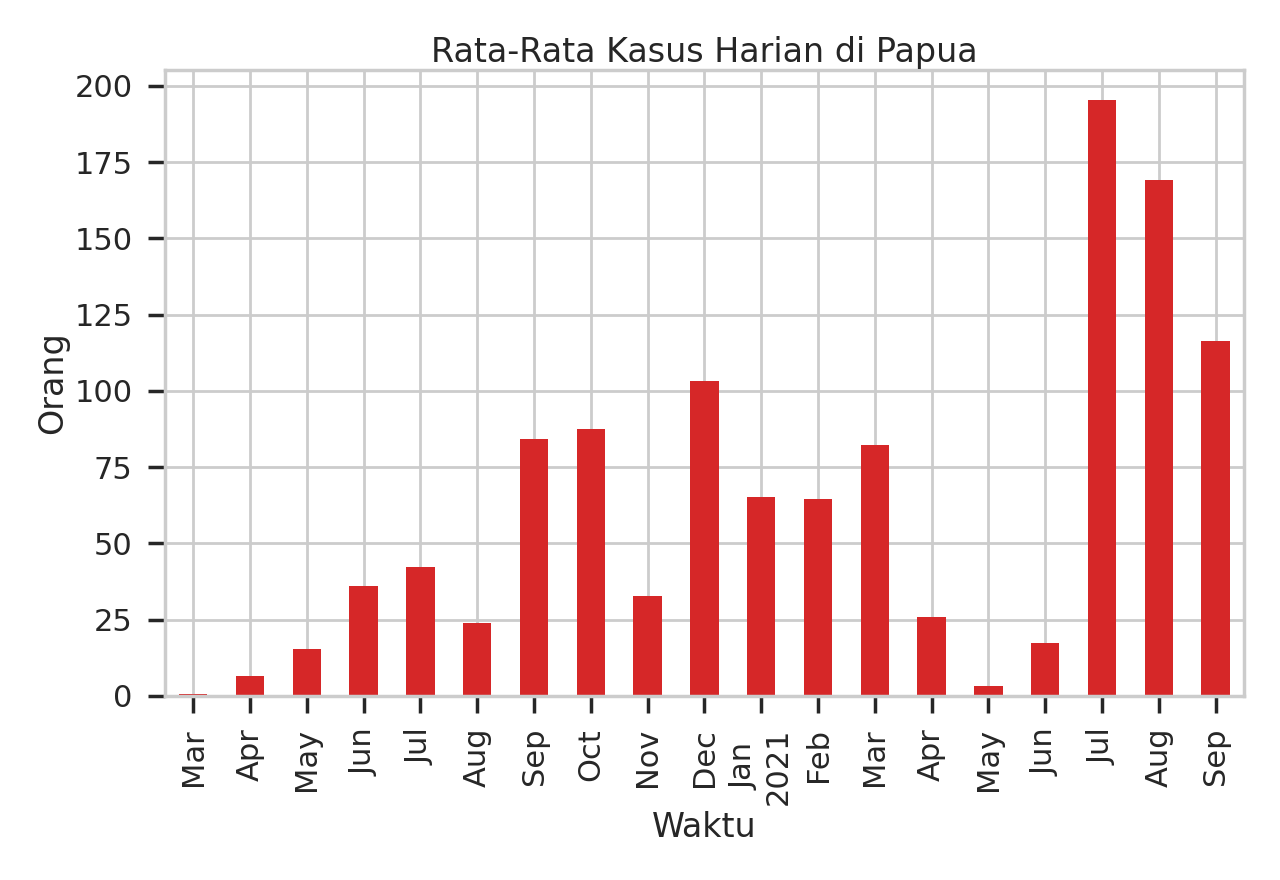 Rata-Rata Kasus Harian di Papua
200
175
150
125
100
75
50
25
0
Orang
Mar
Apr
May
Jun
Jul
Aug
Sep
Oct
Nov
Dec
Jan
2021
Feb
Mar
Apr
May
Jun
Jul
Aug
Sep
Waktu